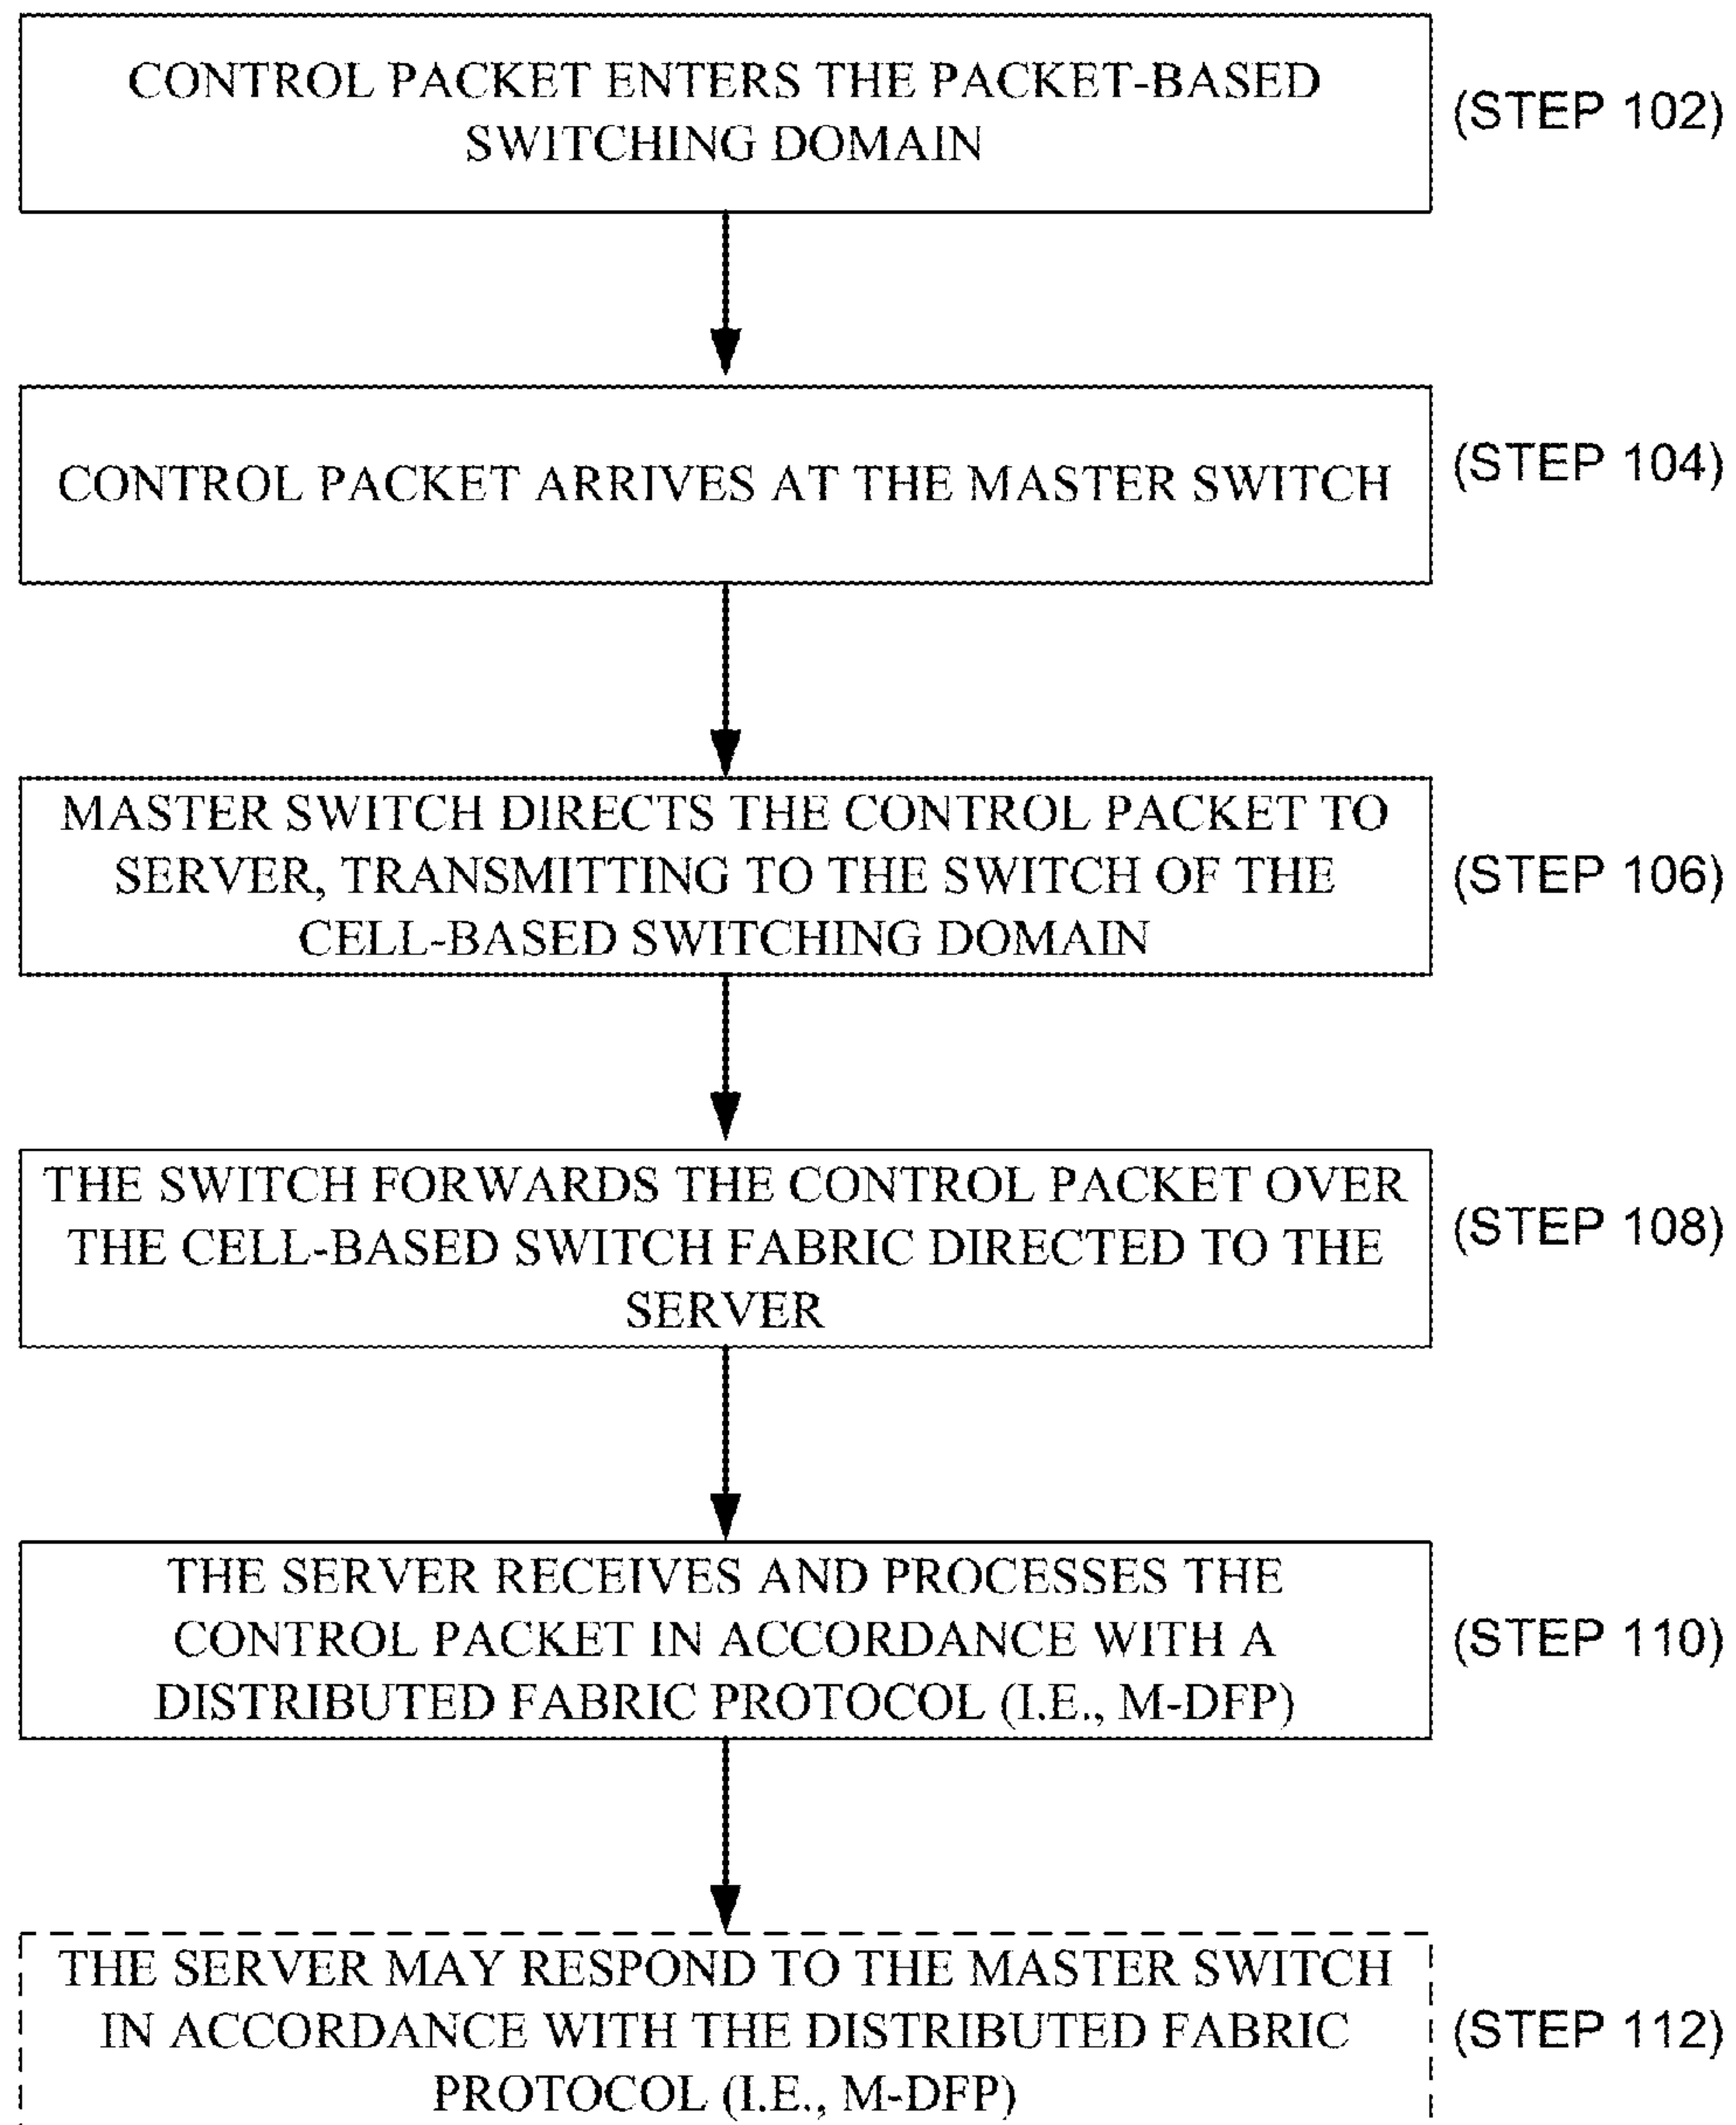 CONTROL PACKET ENTERS THE PACKET-BASED
SWITCHING DOMAIN
(STEP 102)
CONTROL PACKET ARRIVES AT THE MASTER SWITCH
(STEP 104)
MASTER SWITCH DIRECTS THE CONTROL PACKET TO
SERVER, TRANSMITTING TO THE SWITCH OF THE
CELL-BASED SWITCHING DOMAIN
(STEP 106)
THE SWITCH FORWARDS THE CONTROL PACKET OVER
THE CELL-BASED SWITCH FABRIC DIRECTED TO THE
SERVER
(STEP 108)
THE SERVER RECEIVES AND PROCESSES THE
CONTROL PACKET IN ACCORDANCE WITH A
DISTRIBUTED FABRIC PROTOCOL (I.E., M-DFP)
(STEP 110)
THE SERVER MAY RESPOND TO THE MASTER SWITCH
IN ACCORDANCE WITH THE DISTRIBUTED FABRIC
PROTOCOL (I.E., M-DFP)
(STEP 112)